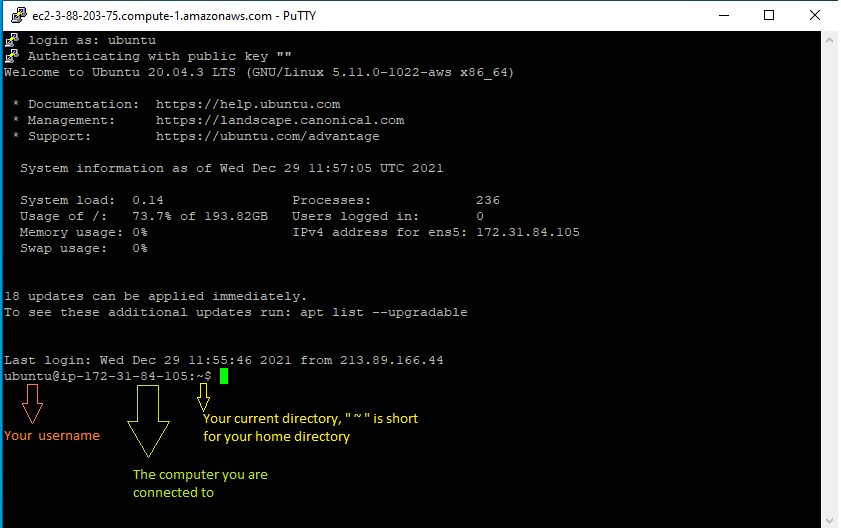 ec2-3-88-203-75.compute-1.amazonaws.com - PuTTY
login as: ubuntu
Authenticating with public key ""
Welcome to Ubuntu 20.04.3 LTS (GNU/Linux 5.11.0-1022-aws x86_64)
* Documentation:  https://help.ubuntu.com
* Management:     https://landscape.canonical.com
* Support:        https://ubuntu.com/advantage
System information as of Wed Dec 29 11:57:05 UTC 2021
System load:  0.14                Processes:             236
Usage of /:   73.7% of 193.82GB   Users logged in:       0
Memory usage: 0%                  IPv4 address for ens5: 172.31.84.105
Swap usage:   0%
18 updates can be applied immediately.
To see these additional updates run: apt list --upgradable
Last login: Wed Dec 29 11:55:46 2021 from 213.89.166.44
ubuntu@ip-172-31-84-105:~$
Your current directory, " ~ " is short
for your home directory
Your username
The computer you are
connected to